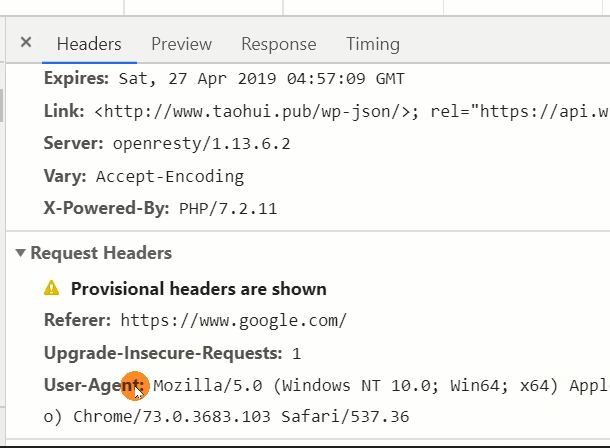 × Headers Preview Response Timing
Expires: Sat, 27 Apr 2019 04:57:09 GMT
Link: <http://www.taohui.pub/wp-json/>; rel="https://api.w
Server: openresty/1.13.6.2
Vary: Accept-Encoding
X-Powered-By: PHP/7.2.11
▼ Request Headers
Provisional headers are shown
Referer: https://www.google.com/
Upgrade-Insecure-Requests: 1
User-Agent: Mozilla/5.0 (Windows NT 10.0; Win64; x64) Appl
o) Chrome/73.0.3683.103 Safari/537.36